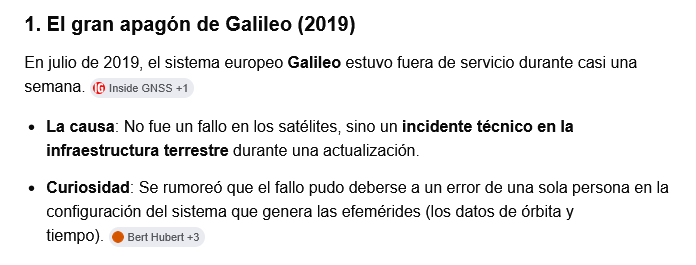 1. El gran apagón de Galileo (2019)
En julio de 2019, el sistema europeo Galileo estuvo fuera de servicio durante casi una
semana. IG Inside GNSS +1
• La causa: No fue un fallo en los satélites, sino un incidente técnico en la
infraestructura terrestre durante una actualización.
• Curiosidad: Se rumoreó que el fallo pudo deberse a un error de una sola persona en la
configuración del sistema que genera las efemérides (los datos de órbita y
tiempo). Bert Hubert +3